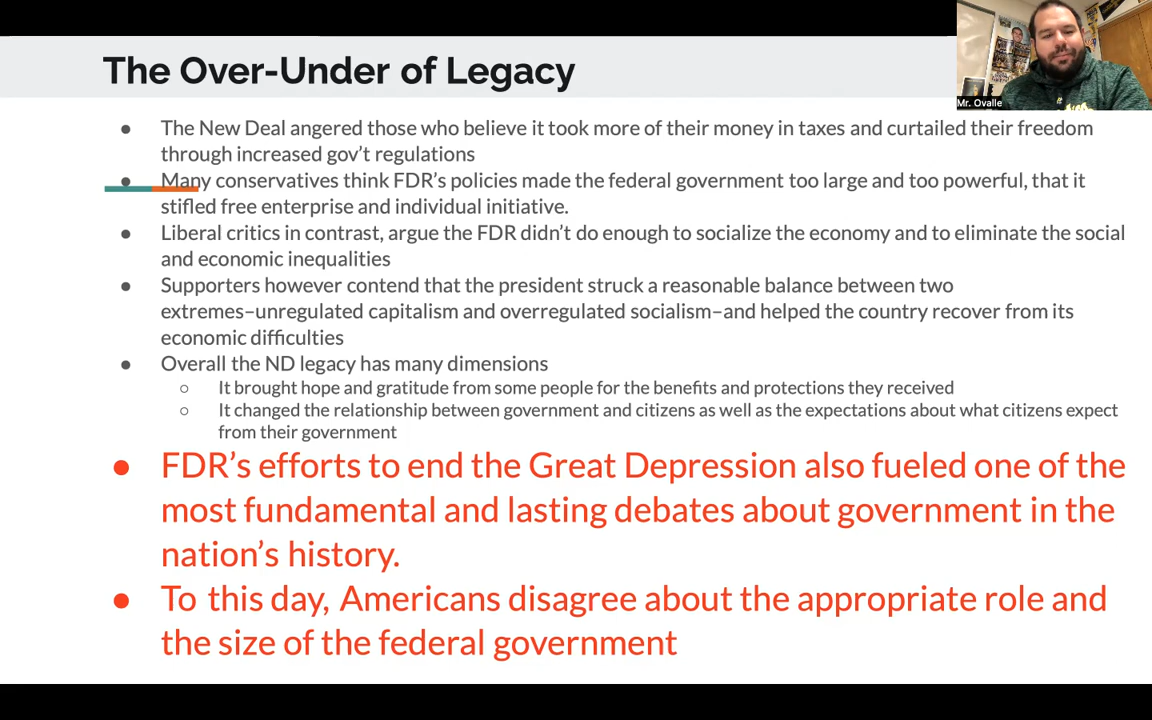 The Over-Under of Legacy
Mr. Ovalle
● The New Deal angered those who believe it took more of their money in taxes and curtailed their freedom
through increased gov't regulations
● Many conservatives think FDR's policies made the federal government too large and too powerful, that it
stifled free enterprise and individual initiative.
● Liberal critics in contrast, argue the FDR didn't do enough to socialize the economy and to eliminate the social
and economic inequalities
● Supporters however contend that the president struck a reasonable balance between two
extremes–unregulated capitalism and overregulated socialism–and helped the country recover from its
economic difficulties
● Overall the ND legacy has many dimensions
○ It brought hope and gratitude from some people for the benefits and protections they received
○ It changed the relationship between government and citizens as well as the expectations about what citizens expect
from their government
● FDR's efforts to end the Great Depression also fueled one of the
most fundamental and lasting debates about government in the
nation's history.
● To this day, Americans disagree about the appropriate role and
the size of the federal government